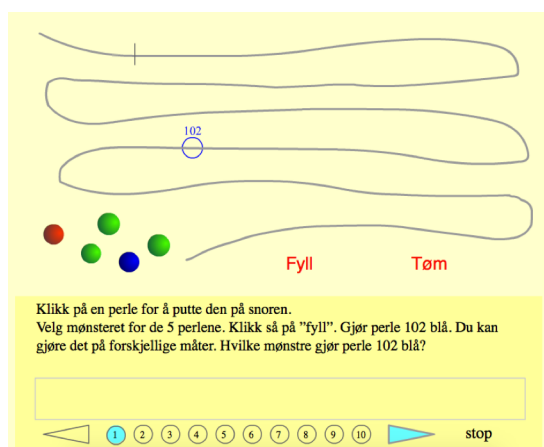 102
Fyll Tøm
Klikk på en perle for å putte den på snoren.
Velg mønsteret for de 5 perlene. Klikk så på ”fyll”. Gjør perle 102 blå. Du kan
gjøre det på forskjellige måter. Hvilke mønstre gjør perle 102 blå?
1 2 3 4 5 6 7 8 9 10 stop